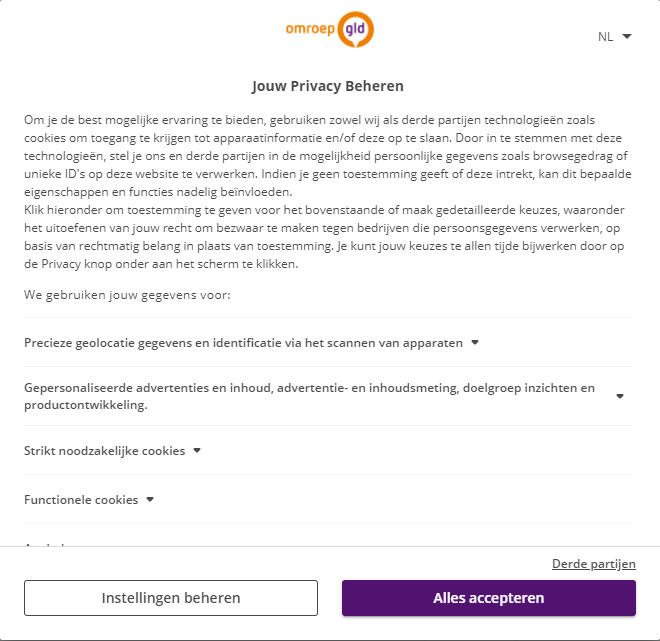 omroep gld
NL
Jouw Privacy Beheren
Om je de best mogelijke ervaring te bieden, gebruiken zowel wij als derde partijen technologieën zoals
cookies om toegang te krijgen tot apparaatinformatie en/of deze op te slaan. Door in te stemmen met deze
technologieën, stel je ons en derde partijen in de mogelijkheid persoonlijke gegevens zoals browsegedrag of
unieke ID's op deze website te verwerken. Indien je geen toestemming geeft of deze intrekt, kan dit bepaalde
eigenschappen en functies nadelig beïnvloeden.
Klik hieronder om toestemming te geven voor het bovenstaande of maak gedetailleerde keuzes, waaronder
het uitoefenen van jouw recht om bezwaar te maken tegen bedrijven die persoonsgegevens verwerken, op
basis van rechtmatig belang in plaats van toestemming. Je kunt jouw keuzes te allen tijde bijwerken door op
de Privacy knop onder aan het scherm te klikken.
We gebruiken jouw gegevens voor:
Precieze geolocatie gegevens en identificatie via het scannen van apparaten
Gepersonaliseerde advertenties en inhoud, advertentie- en inhoudsmeting, doelgroep inzichten en
productontwikkeling.
Strikt noodzakelijke cookies
Functionele cookies
Derde partijen
Instellingen beheren
Alles accepteren